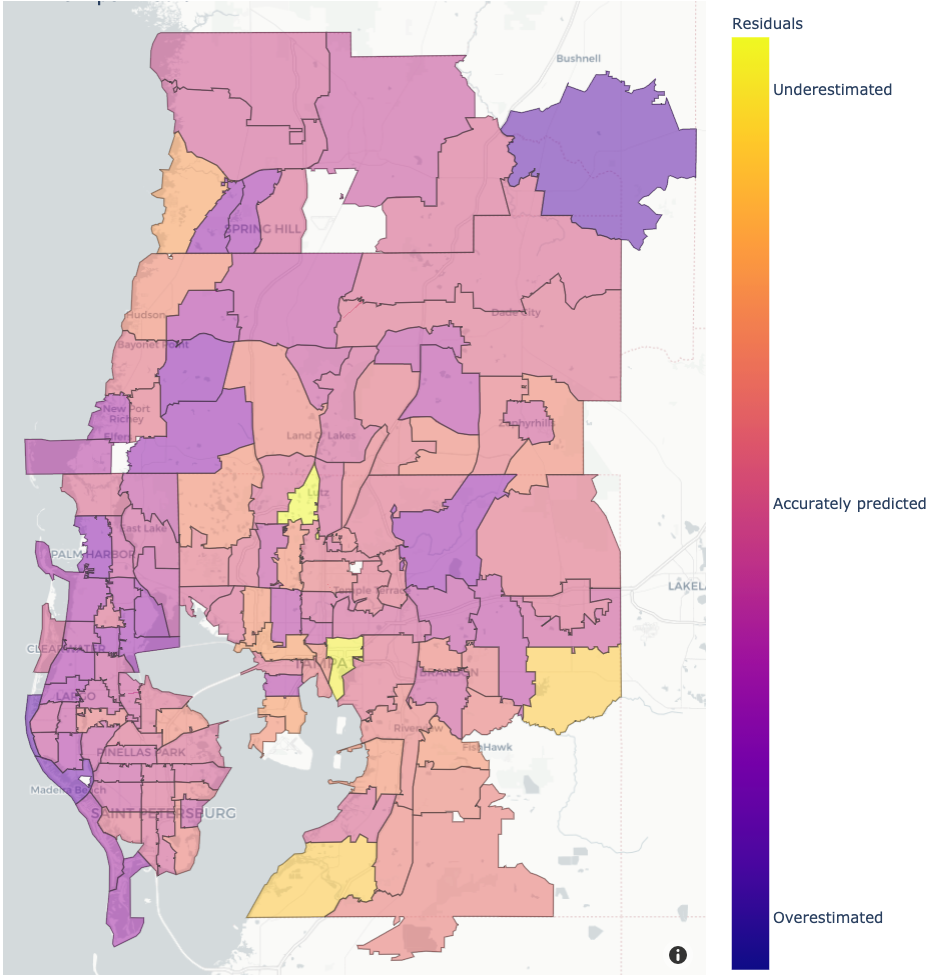 Residuals
Underestimated
Accurately predicted
Overestimated
Bushnell
SPRING HILL
Hudson
Dade City
Bayonet Point
New Port
Richey
Elfers
Zephyrhills
Land O' Lakes
Lutz
East Lake
PALM HARBOR
Temple Terrace
CLEARWATER
TAMPA
BRANDON
LARGO
Riverview
FishHawk
PINELLAS PARK
Madeira Beach
SAINT PETERSBURG
i